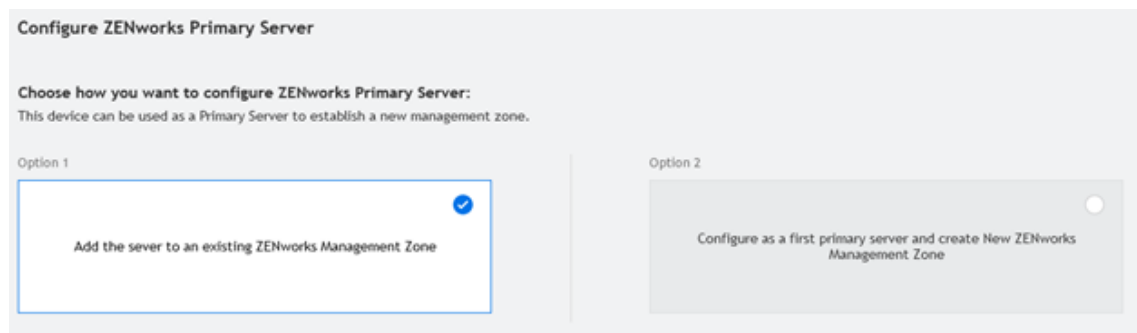 Configure ZENworks Primary Server
Choose how you want to configure ZENworks Primary Server:
This device can be used as a Primary Server to establish a new management zone.
Option 1
Add the sever to an existing ZENworks Management Zone
Option 2
Configure as a first primary server and create New ZENworks
Management Zone